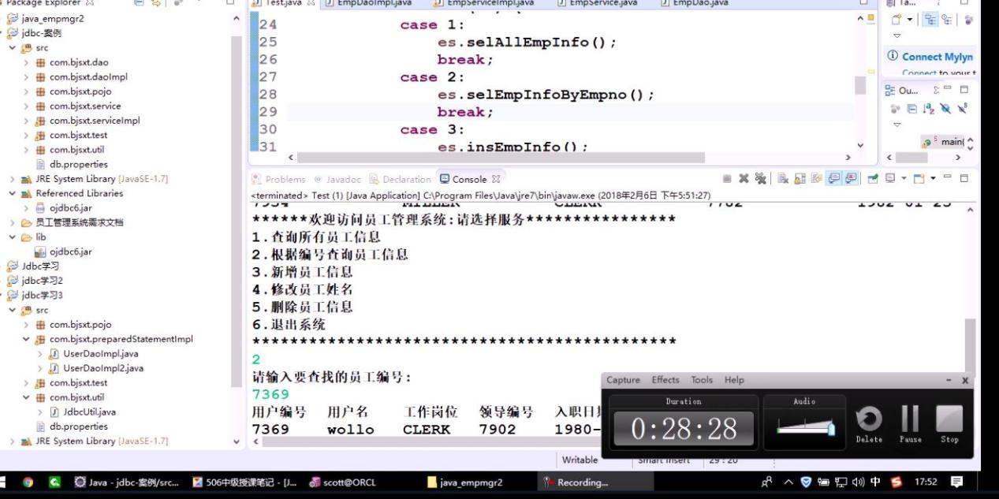 Package Explorer
java_empmgr2
jdbc-案例
src
com.bjsxt.dao
com.bjsxt.daoImpl
com.bjsxt.pojo
com.bjsxt.service
com.bjsxt.serviceImpl
com.bjsxt.test
com.bjsxt.util
db.properties
JRE System Library [JavaSE-1.7]
Referenced Libraries
ojdbc6.jar
员工管理系统需求文档
lib
ojdbc6.jar
Jdbc学习
jdbc学习2
jdbc学习3
src
com.bjsxt.pojo
com.bjsxt.preparedStatementImpl
UserDaoImpl.java
UserDaoImpl2.java
com.bjsxt.test
com.bjsxt.util
JdbcUtil.java
db.properties
JRE System Library [JavaSE-1.7]
Test.java EmpDaoImpl.java EmpServiceImpl.java EmpService.java EmpDao.java
24 case 1:
25 es.selAllEmpInfo();
26 break;
27 case 2:
28 es.selEmpInfoByEmpno();
29 break;
30 case 3:
31 es.insEmpInfo();
Ta...
Connect Mylyn
Connect to your t
Ou...
main(
Problems @ Javadoc Declaration Console
<terminated> Test (1) [Java Application] C:\Program Files\Java\jre7\bin\javaw.exe (2018年2月6日 下午5:51:27)
7934 MILLER CLERK 7782 1982-01-23
******欢迎访问员工管理系统:请选择服务****************
1.查询所有员工信息
2.根据编号查询员工信息
3.新增员工信息
4.修改员工姓名
5.删除员工信息
6.退出系统
*********************************************
2
请输入要查找的员工编号:
7369
用户编号 用户名 工作岗位 领导编号 入职日期
7369 wollo CLERK 7902 1980-
Capture Effects Tools Help
Duration
0:28:28
Audio
Delete Pause Stop
Writable Smart Insert 29 : 20
Java - jdbc-案例/src... 506中级授课笔记 - [J... scott@ORCL java_empmgr2 Recording... 中 17:52